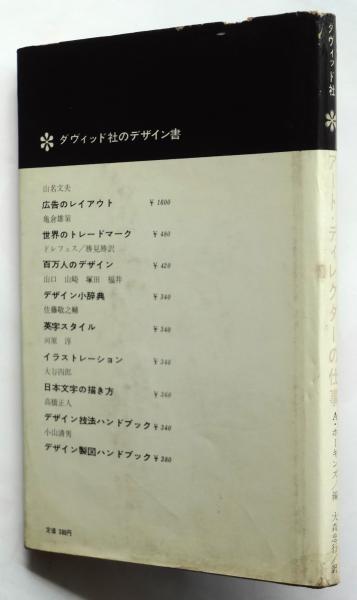 ダヴィッド社のデザイン書
山名文夫
広告のレイアウト ¥1800
亀倉雄策
世界のトレードマーク ¥480
ドレフュス/勝見勝訳
百万人のデザイン ¥420
山口 山崎 塚田 福井
デザイン小辞典 ¥340
佐藤敬之輔
英字スタイル ¥340
河原 淳
イラストレーション ¥340
大谷四郎
日本文字の描き方 ¥360
高橋正人
デザイン技法ハンドブック ¥340
小山清男
デザイン製図ハンドブック ¥380
定価 380円
ダヴィッド社
アート・ディレクターの仕事
A・ホーキンズ/編 大森忠行/訳